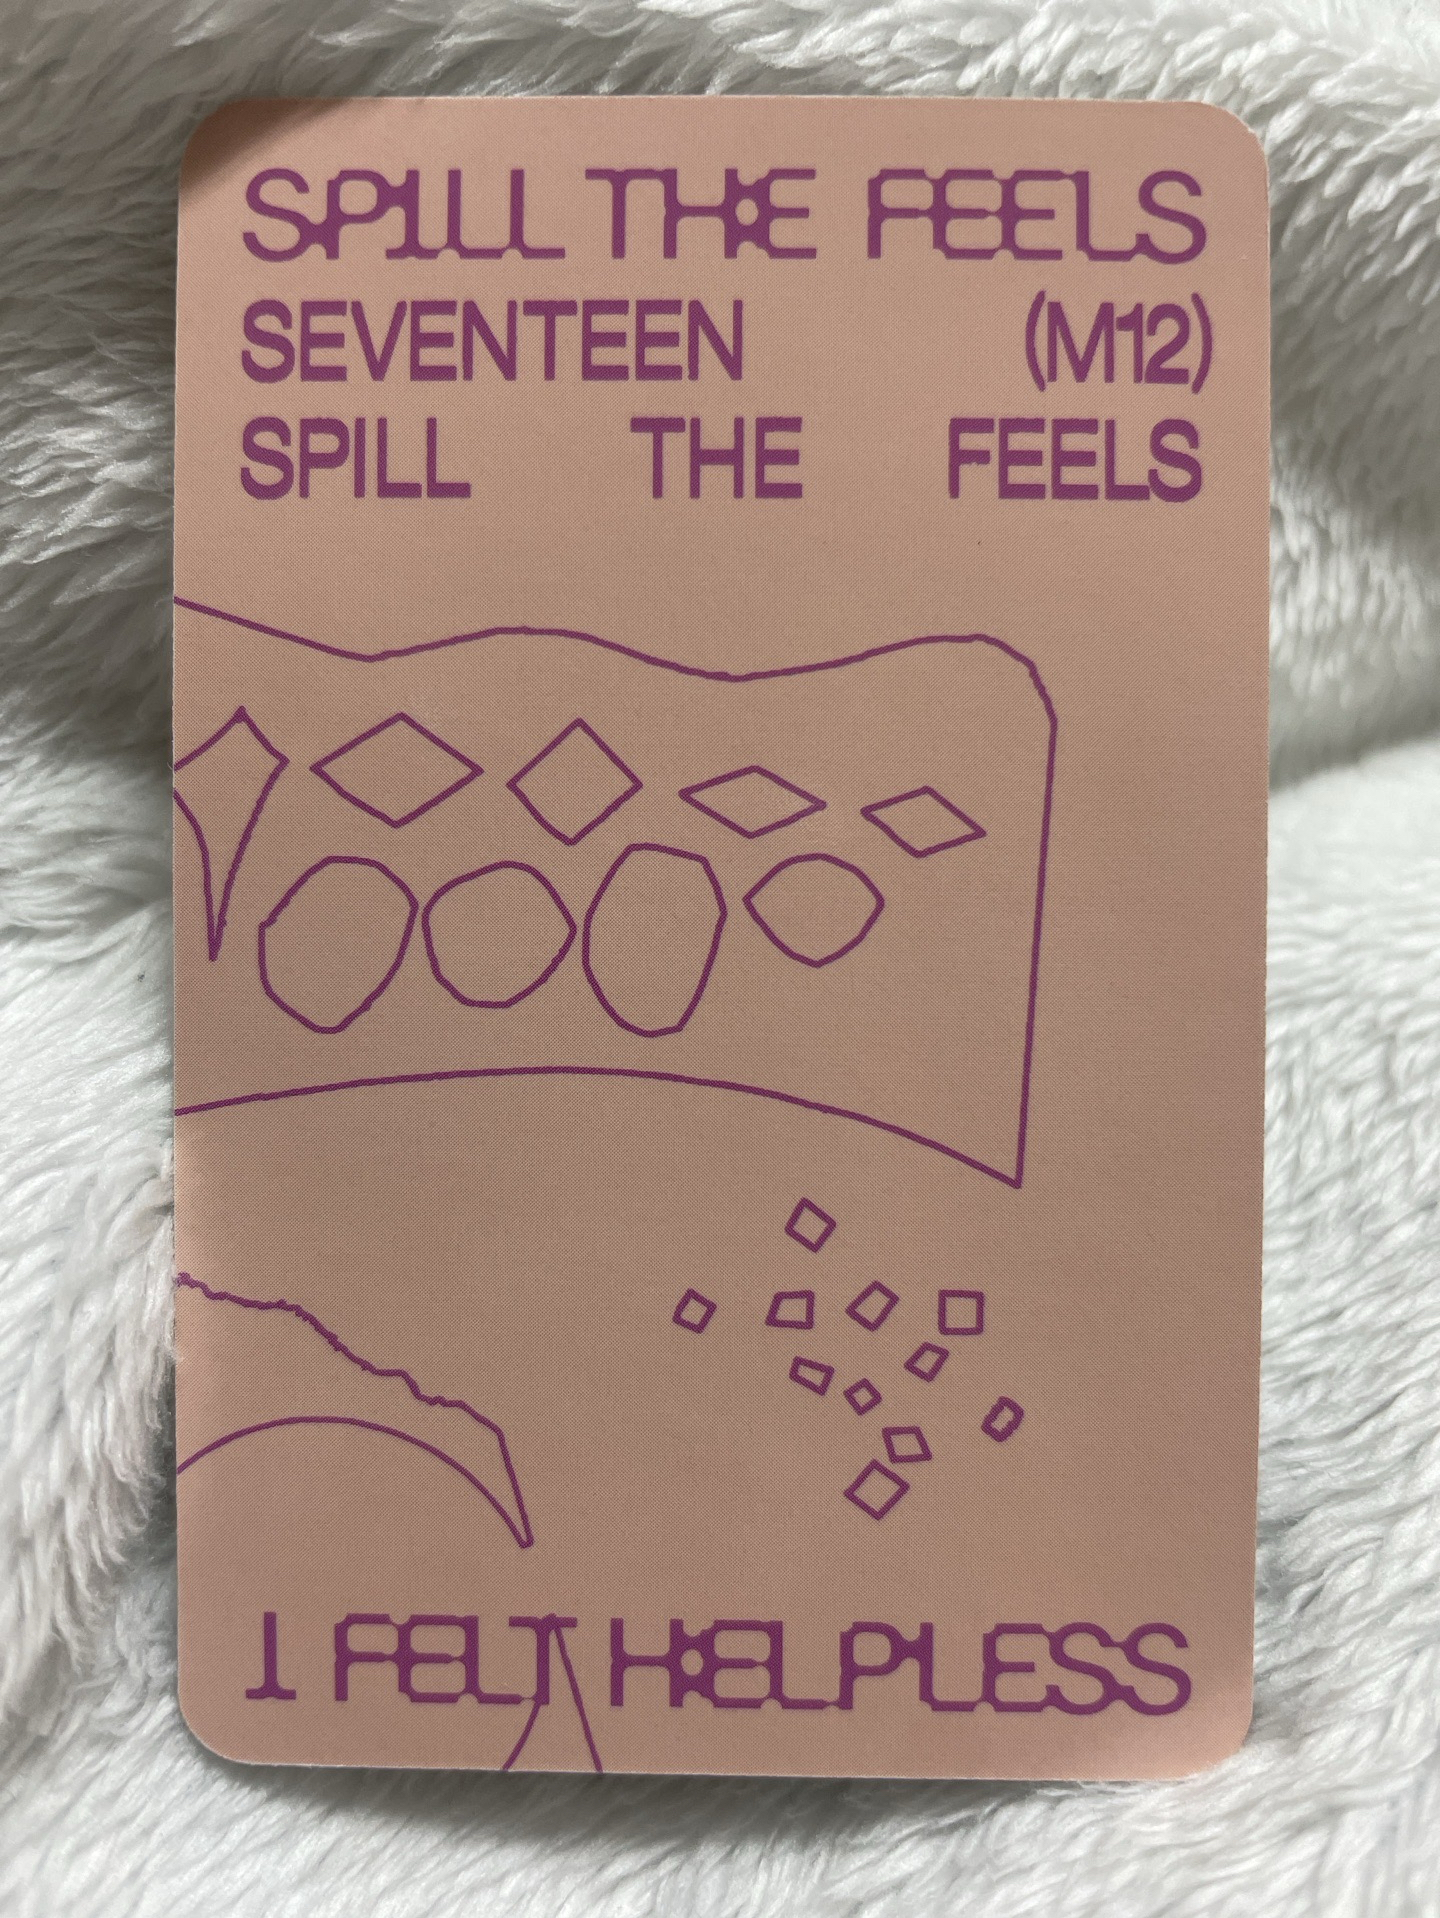 SPILL THE FEELS
SEVENTEEN (M12)
SPILL THE FEELS
I FELT HELPLESS